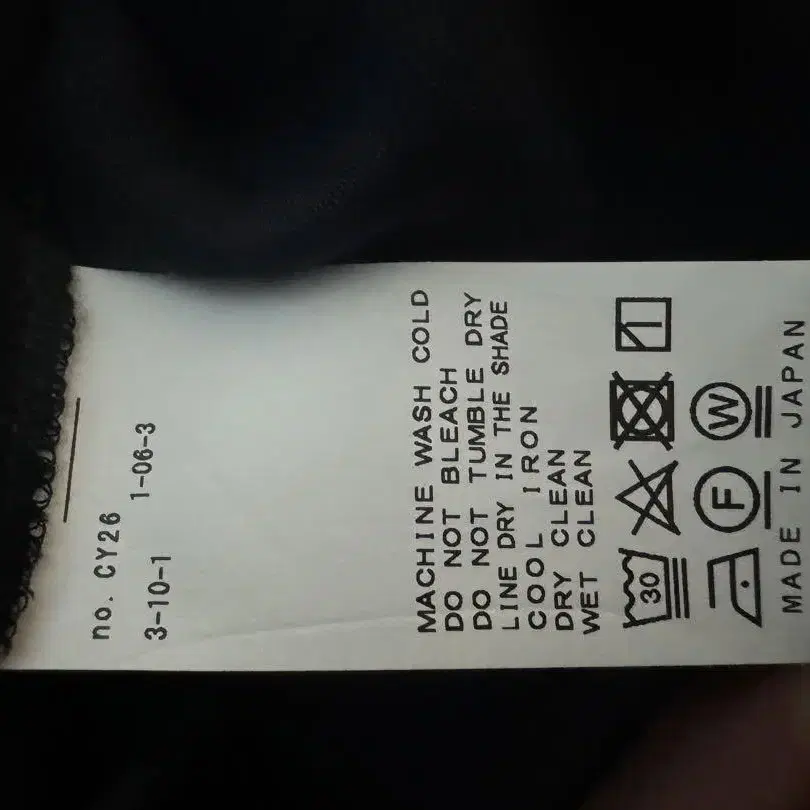 no. CY26
3-10-1 1-06-3
MACHINE WASH COLD
DO NOT BLEACH
DO NOT TUMBLE DRY
LINE DRY IN THE SHADE
COOL IRON
DRY CLEAN
WET CLEAN
30
F W
MADE IN JAPAN